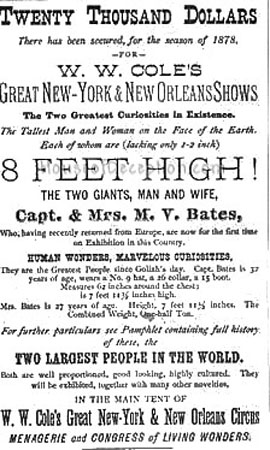 TWENTY THOUSAND DOLLARS
There has been secured, for the season of 1878,
—FOR—
W. W. COLE'S
GREAT NEW-YORK & NEW ORLEANS SHOWS
The Two Greatest Curiosities in Existence.
The Tallest Man and Woman on the Face of the Earth.
Each of whom are (lacking only 1-2 inch)
8 FEET HIGH!
THE TWO GIANTS, MAN AND WIFE,
Capt. & Mrs. M. V. Bates,
Who, having recently returned from Europe, are now for the first time
on Exhibition in this Country.
HUMAN WONDERS, MARVELOUS CURIOSITIES,
They are the Greatest People since Goliah's day. Capt. Bates is 32
years of age, wears a No. 9 hat, a 26 collar, a 15 boot.
Measures 62 inches around the chest;
is 7 feet 11½ inches high.
Mrs. Bates is 27 years of age. Height, 7 feet 11½ inches. The
Combined Weight, One-half Ton.
For further particulars see Pamphlet containing full history
of these, the
TWO LARGEST PEOPLE IN THE WORLD.
Both are well proportioned, good looking, highly cultured. They
will be exhibited, together with many other novelties,
IN THE MAIN TENT OF
W. W. Cole's Great New-York & New Orleans Circus
MENAGERIE and CONGRESS of LIVING WONDERS.